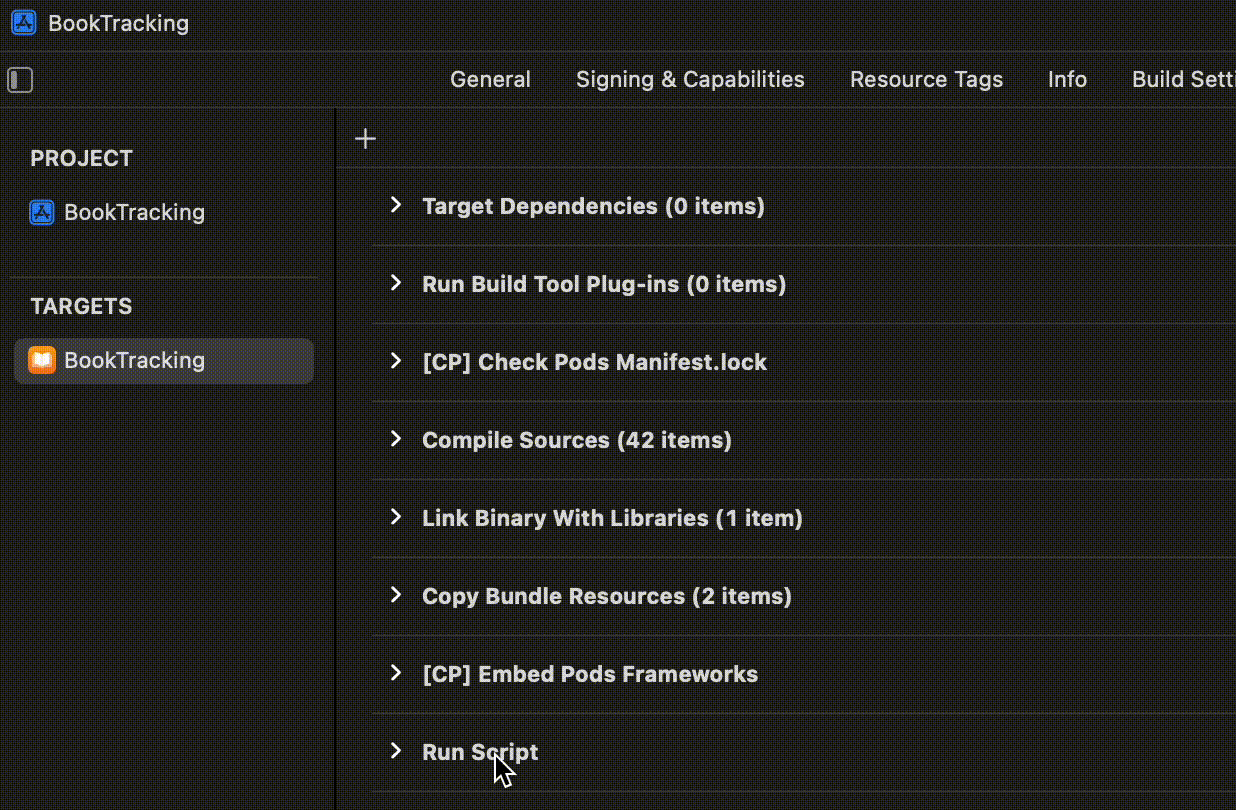 BookTracking
General Signing & Capabilities Resource Tags Info Build Setti
PROJECT
BookTracking
TARGETS
BookTracking
Target Dependencies (0 items)
Run Build Tool Plug-ins (0 items)
[CP] Check Pods Manifest.lock
Compile Sources (42 items)
Link Binary With Libraries (1 item)
Copy Bundle Resources (2 items)
[CP] Embed Pods Frameworks
Run Script